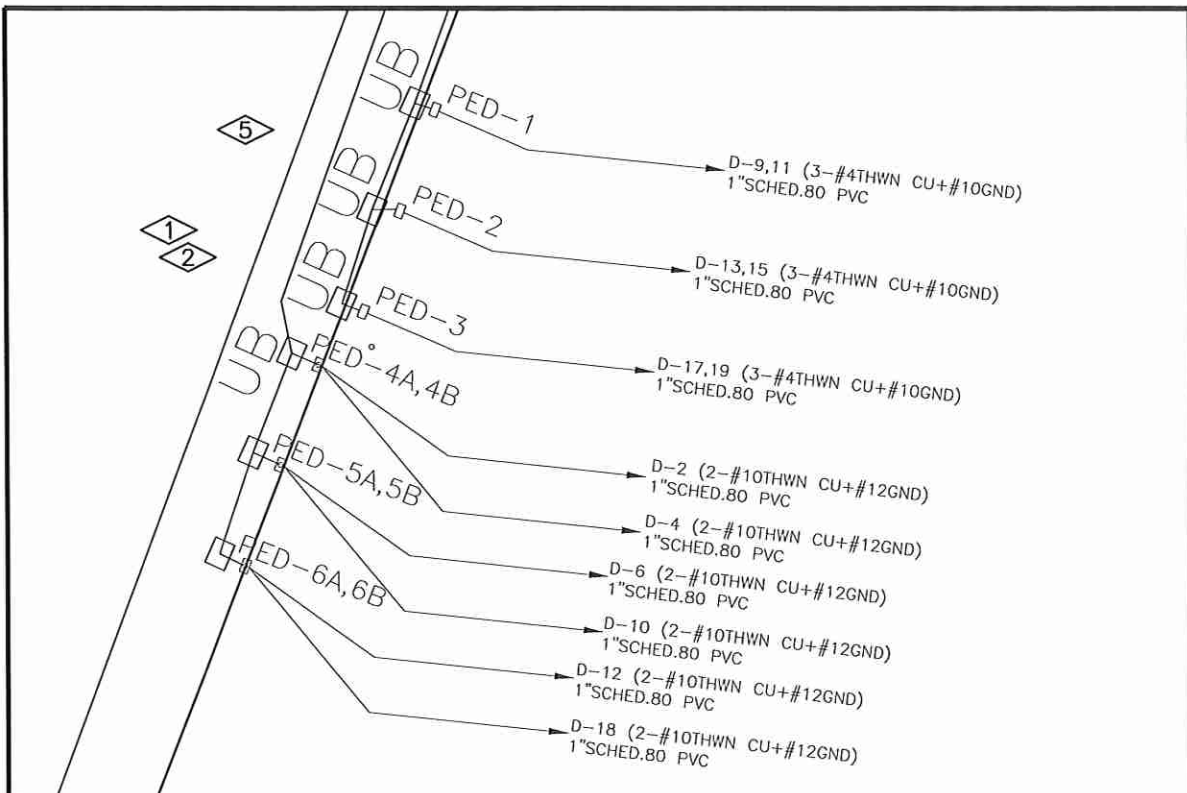 UB
PED-1
5
D-9,11 (3-#4THWN CU+#10GND)
1"SCHED.80 PVC
UB
PED-2
1
2
D-13,15 (3-#4THWN CU+#10GND)
1"SCHED.80 PVC
UB
PED-3
D-17,19 (3-#4THWN CU+#10GND)
1"SCHED.80 PVC
UB
PED°-4A,4B
D-2 (2-#10THWN CU+#12GND)
1"SCHED.80 PVC
D-4 (2-#10THWN CU+#12GND)
1"SCHED.80 PVC
PED-5A,5B
D-6 (2-#10THWN CU+#12GND)
1"SCHED.80 PVC
D-10 (2-#10THWN CU+#12GND)
1"SCHED.80 PVC
PED-6A,6B
D-12 (2-#10THWN CU+#12GND)
1"SCHED.80 PVC
D-18 (2-#10THWN CU+#12GND)
1"SCHED.80 PVC